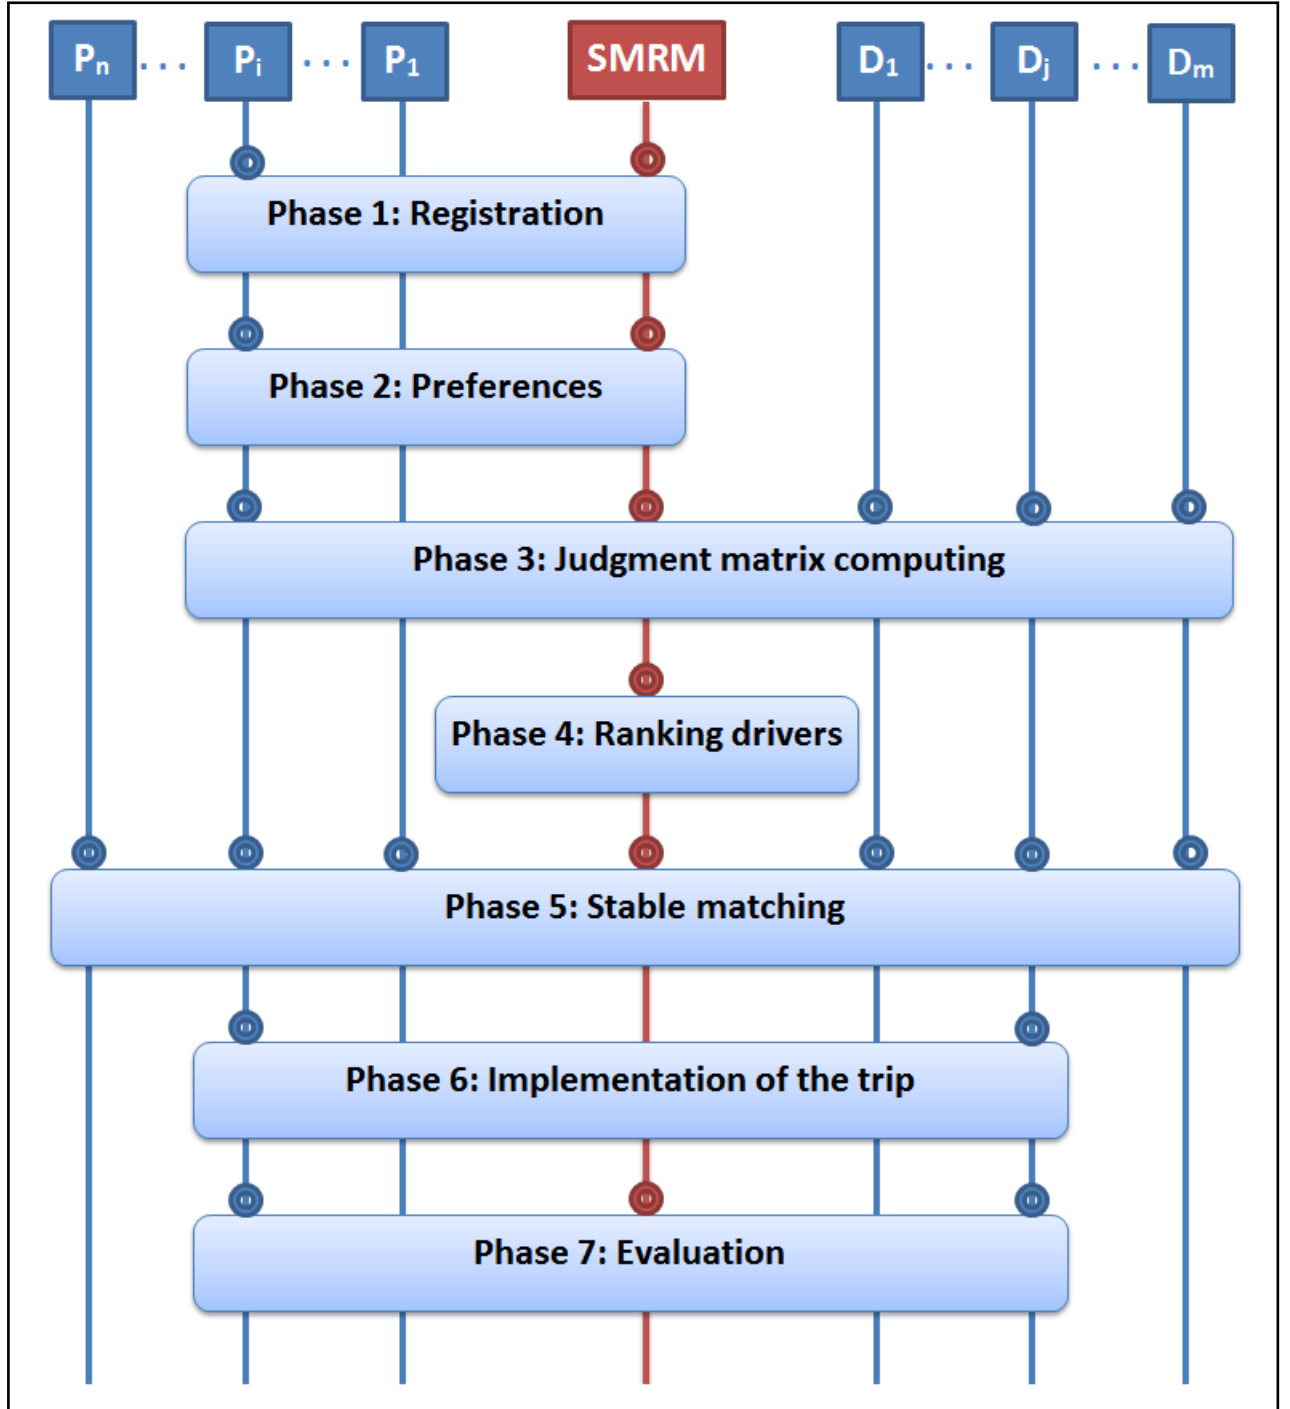 Pn . . . Pi . . . P1 SMRM D1 . . . Dj . . . Dm
Phase 1: Registration
Phase 2: Preferences
Phase 3: Judgment matrix computing
Phase 4: Ranking drivers
Phase 5: Stable matching
Phase 6: Implementation of the trip
Phase 7: Evaluation